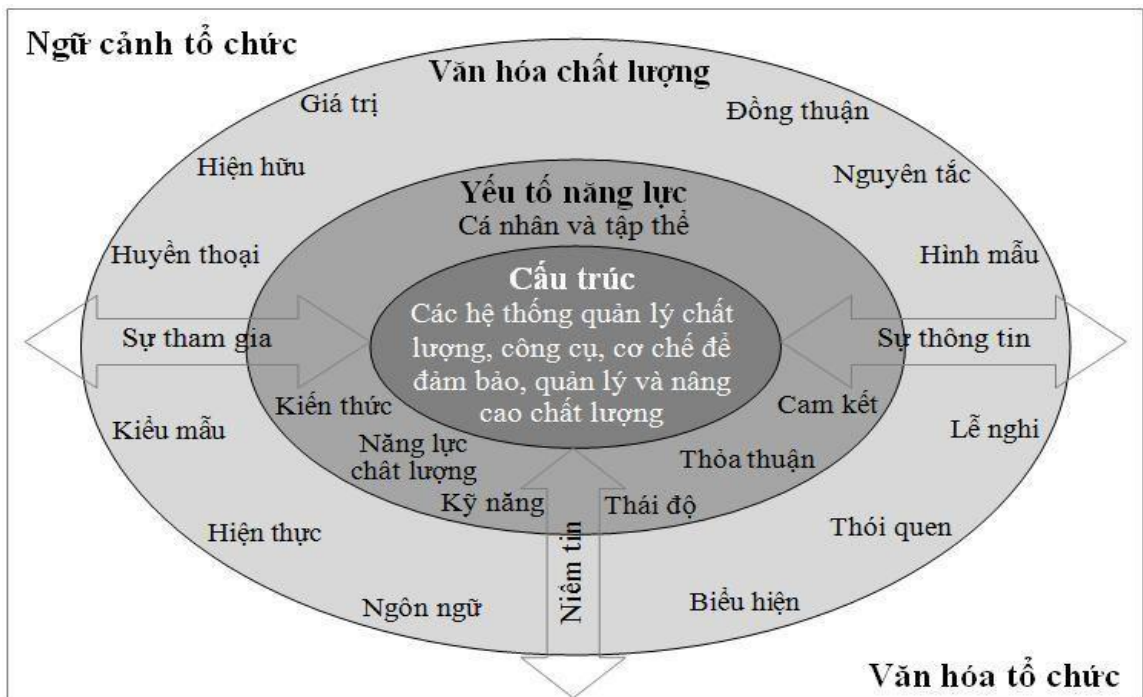 Ngữ cảnh tổ chức
Văn hóa chất lượng
Giá trị
Đồng thuận
Hiện hữu
Nguyên tắc
Yếu tố năng lực
Cá nhân và tập thể
Huyền thoại
Hình mẫu
Cấu trúc
Các hệ thống quản lý chất
lượng, công cụ, cơ chế để
đảm bảo, quản lý và nâng
cao chất lượng
Sự tham gia
Sự thông tin
Kiến thức
Cam kết
Kiểu mẫu
Lễ nghi
Năng lực
chât lượng
Thỏa thuận
Kỹ năng
Thái độ
Hiện thực
Thói quen
Niềm tin
Ngôn ngữ
Biểu hiện
Văn hóa tổ chức